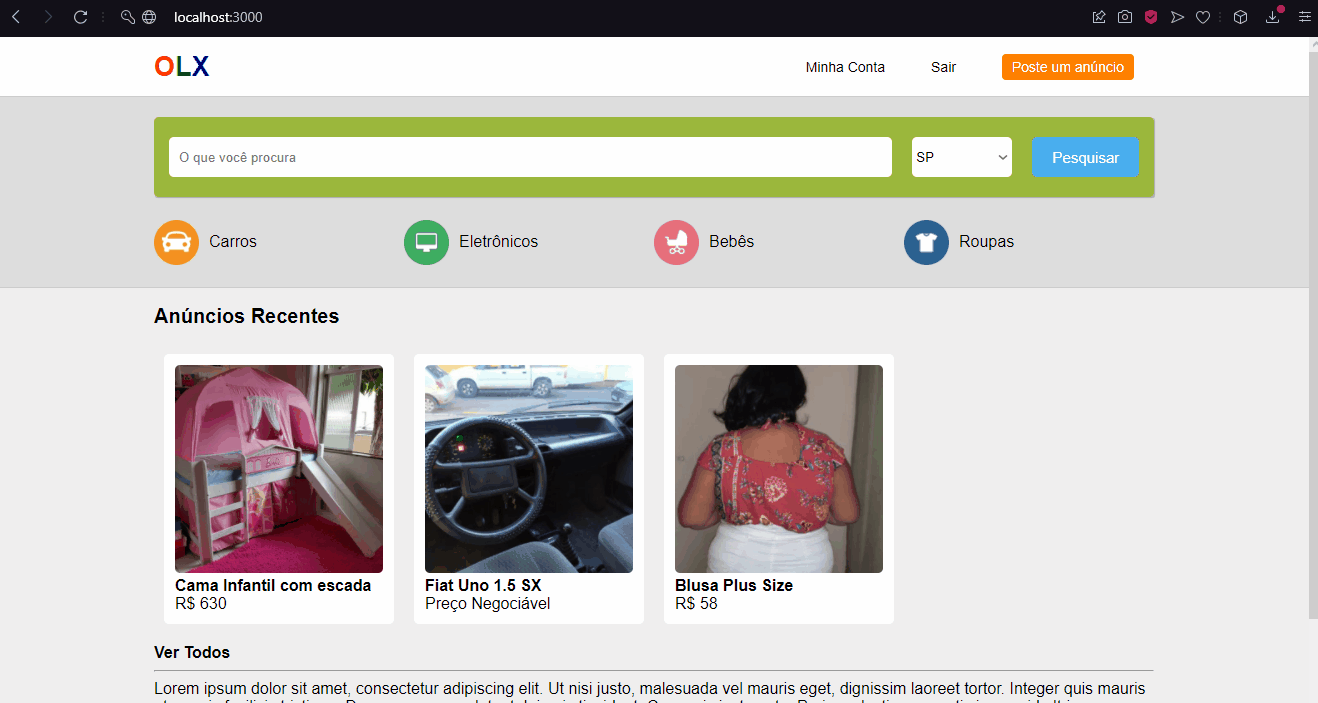 localhost:3000
OLX
Minha Conta
Sair
Poste um anúncio
O que você procura
SP
Pesquisar
Carros
Eletrônicos
Bebês
Roupas
Anúncios Recentes
Cama Infantil com escada
R$ 630
Fiat Uno 1.5 SX
Preço Negociável
Blusa Plus Size
R$ 58
Ver Todos
Lorem ipsum dolor sit amet, consectetur adipiscing elit. Ut nisi justo, malesuada vel mauris eget, dignissim laoreet tortor. Integer quis mauris